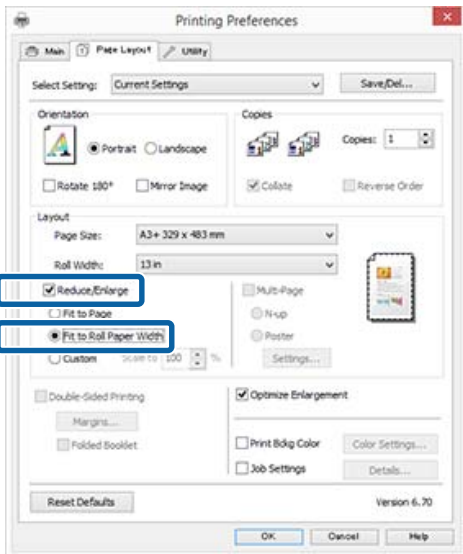 Printing Preferences
Main Page Layout Utility
Select Setting: Current Settings Save/Del...
Orientation
Portrait Landscape
Rotate 180° Mirror Image
Copies
Copies: 1
Collate Reverse Order
Layout
Page Size: A3+ 329 x 483 mm
Roll Width: 13 in
Reduce/Enlarge
Fit to Page
Fit to Roll Paper Width
Custom Scale to 100 %
Multi-Page
N-up
Poster
Settings...
Double-Sided Printing
Margins...
Folded Booklet
Optimize Enlargement
Print Bdkg Color Color Settings...
Job Settings Details...
Reset Defaults Version 6.70
OK Cancel Help